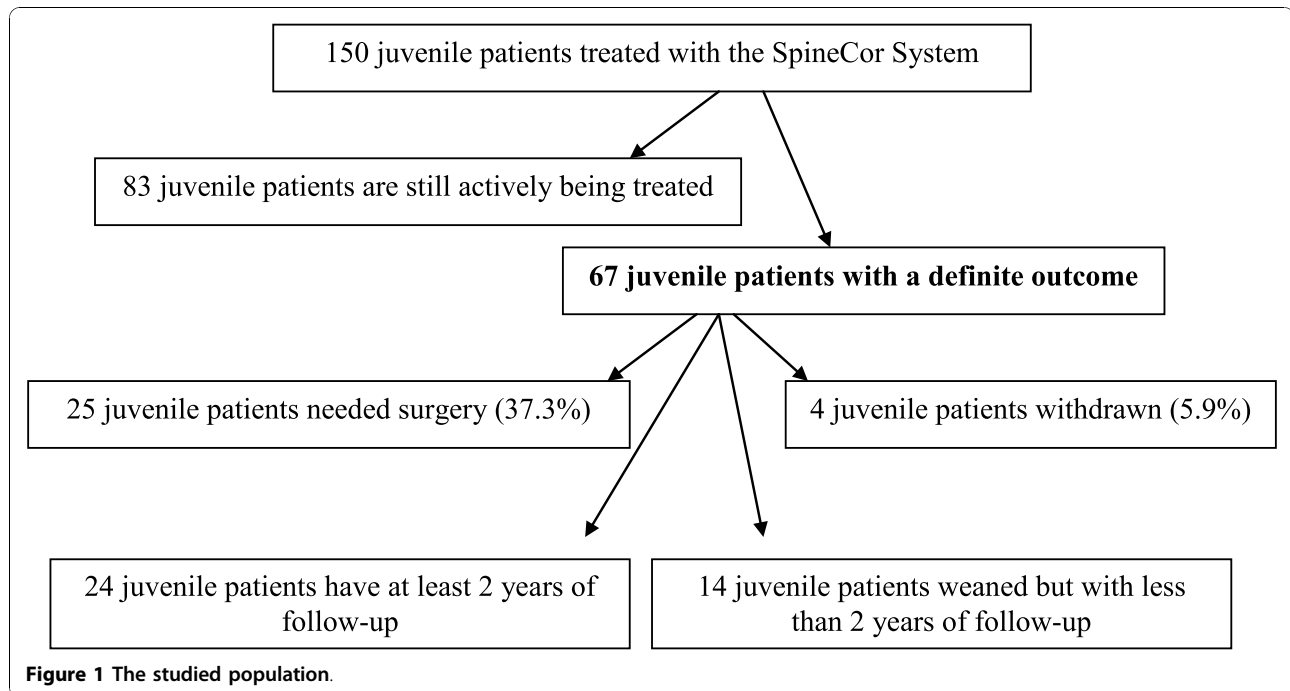 150 juvenile patients treated with the SpineCor System
83 juvenile patients are still actively being treated
67 juvenile patients with a definite outcome
25 juvenile patients needed surgery (37.3%)
4 juvenile patients withdrawn (5.9%)
24 juvenile patients have at least 2 years of
follow-up
14 juvenile patients weaned but with less
than 2 years of follow-up
Figure 1 The studied population.